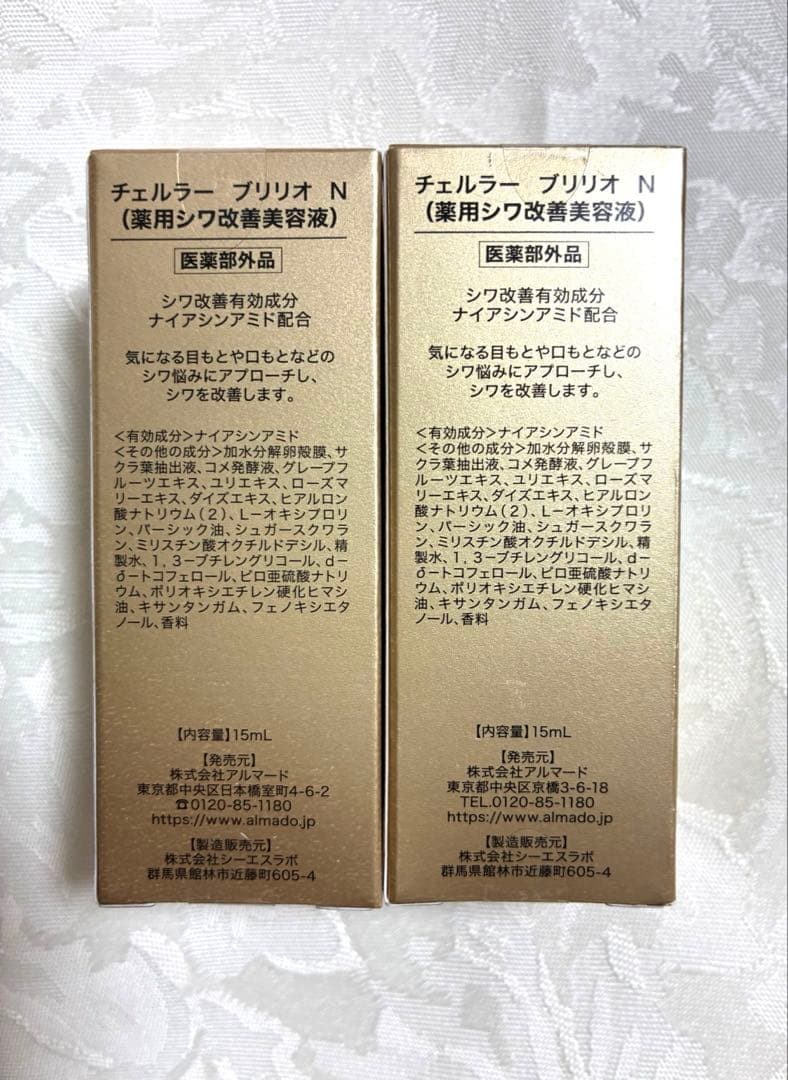 チェルラー ブリリオ N
（薬用シワ改善美容液）
医薬部外品
シワ改善有効成分
ナイアシンアミド配合
気になる目もとや口もとなどの
シワ悩みにアプローチし、
シワを改善します。
＜有効成分＞ナイアシンアミド
＜その他の成分＞加水分解卵殻膜、サ
クラ葉抽出液、コメ発酵液、グレープフ
ルーツエキス、ユリエキス、ローズマ
リーエキス、ダイズエキス、ヒアルロン
酸ナトリウム（2）、L－オキシプロリ
ン、パーシック油、シュガースクワラ
ン、ミリスチン酸オクチルドデシル、精
製水、1，3－ブチレングリコール、d－
δ－トコフェロール、ピロ亜硫酸ナトリ
ウム、ポリオキシエチレン硬化ヒマシ
油、キサンタンガム、フェノキシエタ
ノール、香料
【内容量】15mL
【発売元】
株式会社アルマード
東京都中央区日本橋室町4-6-2
☎0120-85-1180
https://www.almado.jp
【製造販売元】
株式会社シーエスラボ
群馬県館林市近藤町605-4
チェルラー ブリリオ N
（薬用シワ改善美容液）
医薬部外品
シワ改善有効成分
ナイアシンアミド配合
気になる目もとや口もとなどの
シワ悩みにアプローチし、
シワを改善します。
＜有効成分＞ナイアシンアミド
＜その他の成分＞加水分解卵殻膜、サ
クラ葉抽出液、コメ発酵液、グレープフ
ルーツエキス、ユリエキス、ローズマ
リーエキス、ダイズエキス、ヒアルロン
酸ナトリウム（2）、L－オキシプロリ
ン、パーシック油、シュガースクワラ
ン、ミリスチン酸オクチルドデシル、精
製水、1，3－ブチレングリコール、d－
δ－トコフェロール、ピロ亜硫酸ナトリ
ウム、ポリオキシエチレン硬化ヒマシ
油、キサンタンガム、フェノキシエタ
ノール、香料
【内容量】15mL
【発売元】
株式会社アルマード
東京都中央区京橋3-6-18
TEL.0120-85-1180
https://www.almado.jp
【製造販売元】
株式会社シーエスラボ
群馬県館林市近藤町605-4